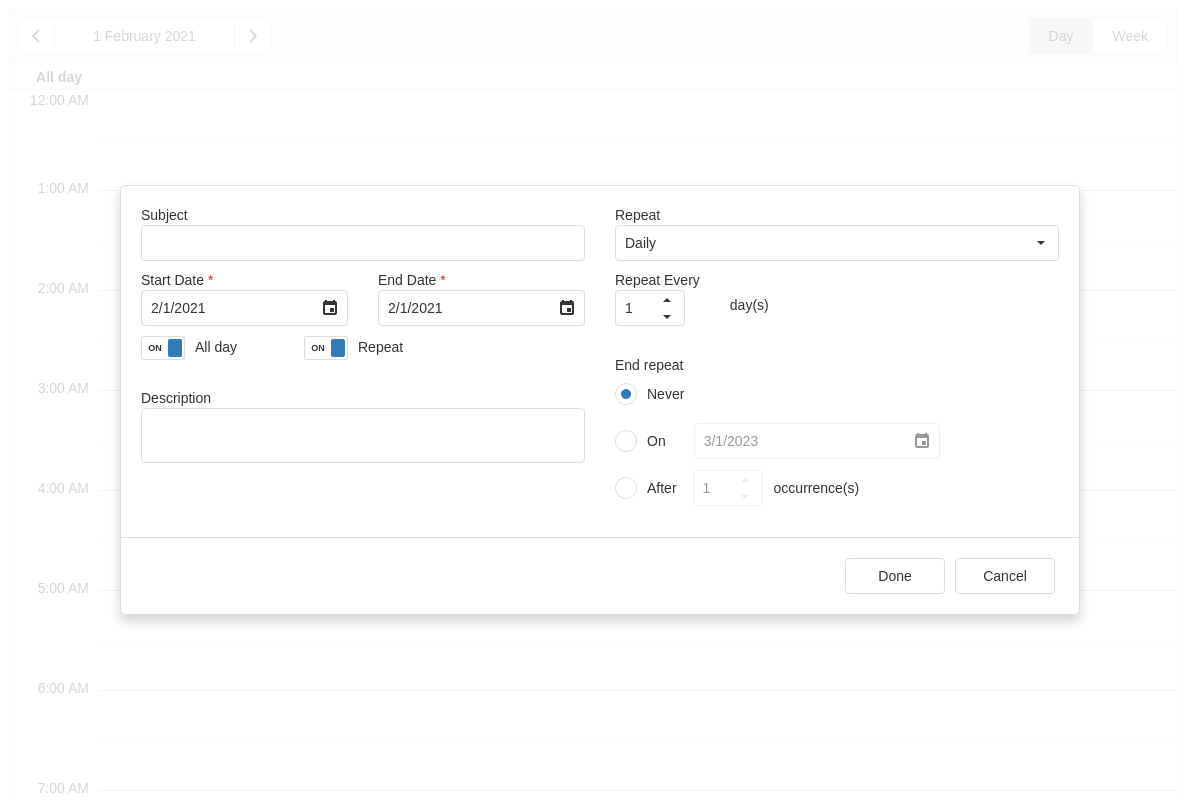 1 February 2021
Day
Week
All day
12:00 AM
1:00 AM
Subject
Repeat
Daily
Start Date *
End Date *
Repeat Every
2:00 AM
2/1/2021
2/1/2021
1
day(s)
ON
All day
ON
Repeat
End repeat
3:00 AM
Never
Description
On
3/1/2023
4:00 AM
After
1
occurrence(s)
Done
Cancel
5:00 AM
6:00 AM
7:00 AM